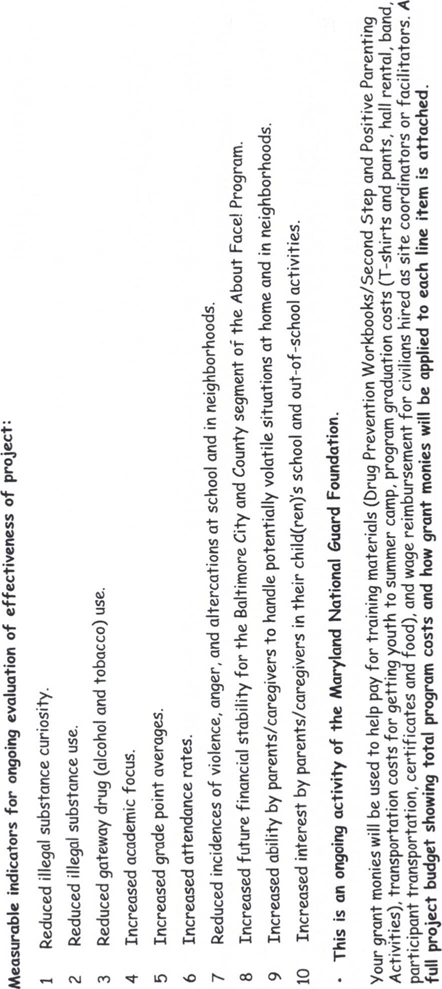 Measurable indicators for ongoing evaluation of effectiveness of project:
1 Reduced illegal substance curiosity.
2 Reduced illegal substance use.
3 Reduced gateway drug (alcohol and tobacco) use.
4 Increased academic focus.
5 Increased grade point averages.
6 Increased attendance rates.
7 Reduced incidences of violence, anger, and altercations at school and in neighborhoods.
8 Increased future financial stability for the Baltimore City and County segment of the About Face! Program.
9 Increased ability by parents/caregivers to handle potentially volatile situations at home and in neighborhoods.
10 Increased interest by parents/caregivers in their child(ren)'s school and out-of-school activities.
• This is an ongoing activity of the Maryland National Guard Foundation.
Your grant monies will be used to help pay for training materials (Drug Prevention Workbooks/Second Step and Positive Parenting
Activities), transportation costs for getting youth to summer camp, program graduation costs (T-shirts and pants, hall rental, band,
participant transportation, certificates and food), and wage reimbursement for civilians hired as site coordinators or facilitators. A
full project budget showing total program costs and how grant monies will be applied to each line item is attached.